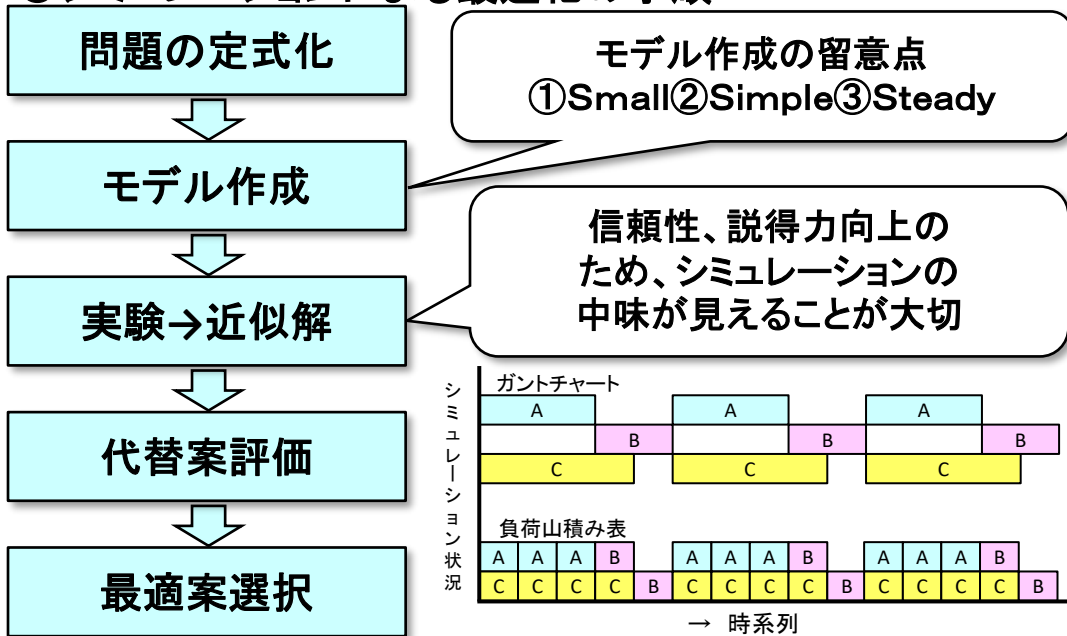 問題の定式化
モデル作成の留意点
①Small②Simple③Steady
モデル作成
信頼性、説得力向上の
ため、シミュレーションの
中味が見えることが大切
実験→近似解
代替案評価
最適案選択
シミュレーション状況
ガントチャート
A A A
B B B
C C C
負荷山積み表
A A A B A A A B A A A B
C C C C B C C C C B C C C C B
→ 時系列